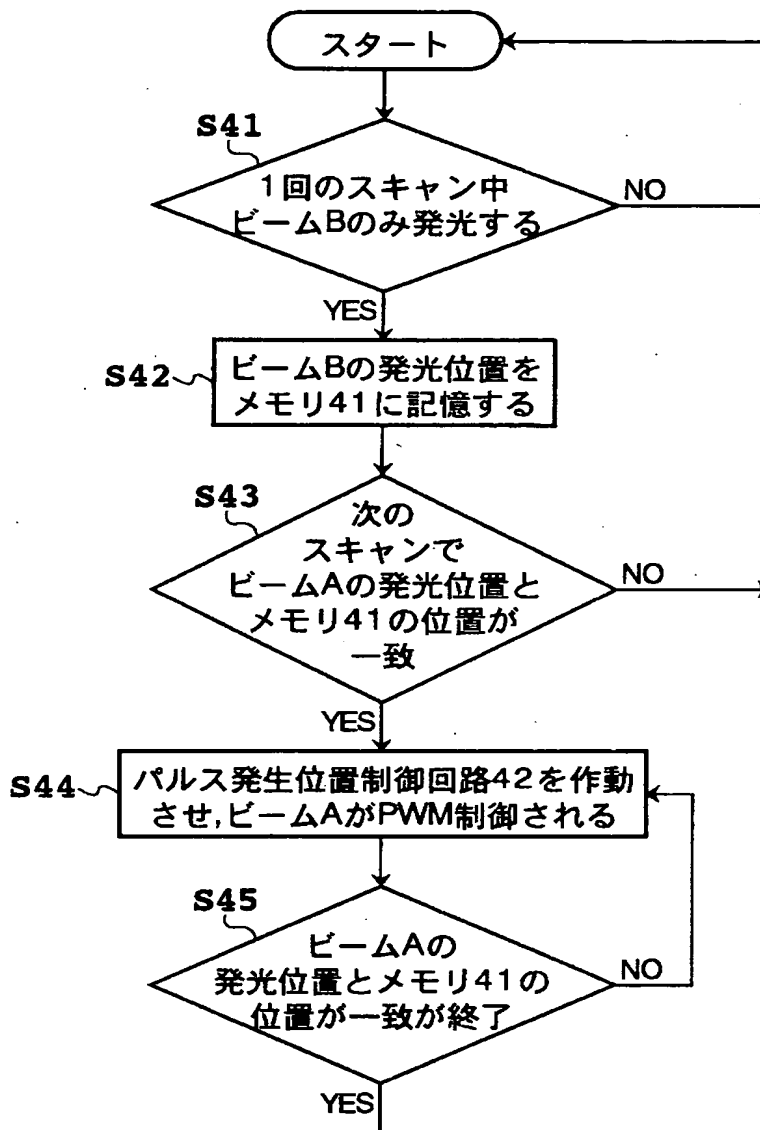 スタート
S41
1回のスキャン中
ビームBのみ発光する
NO
YES
S42
ビームBの発光位置を
メモリ41に記憶する
S43
次の
スキャンで
ビームAの発光位置と
メモリ41の位置が
一致
NO
YES
S44
パルス発生位置制御回路42を作動
させ,ビームAがPWM制御される
S45
ビームAの
発光位置とメモリ41の
位置が一致が終了
NO
YES